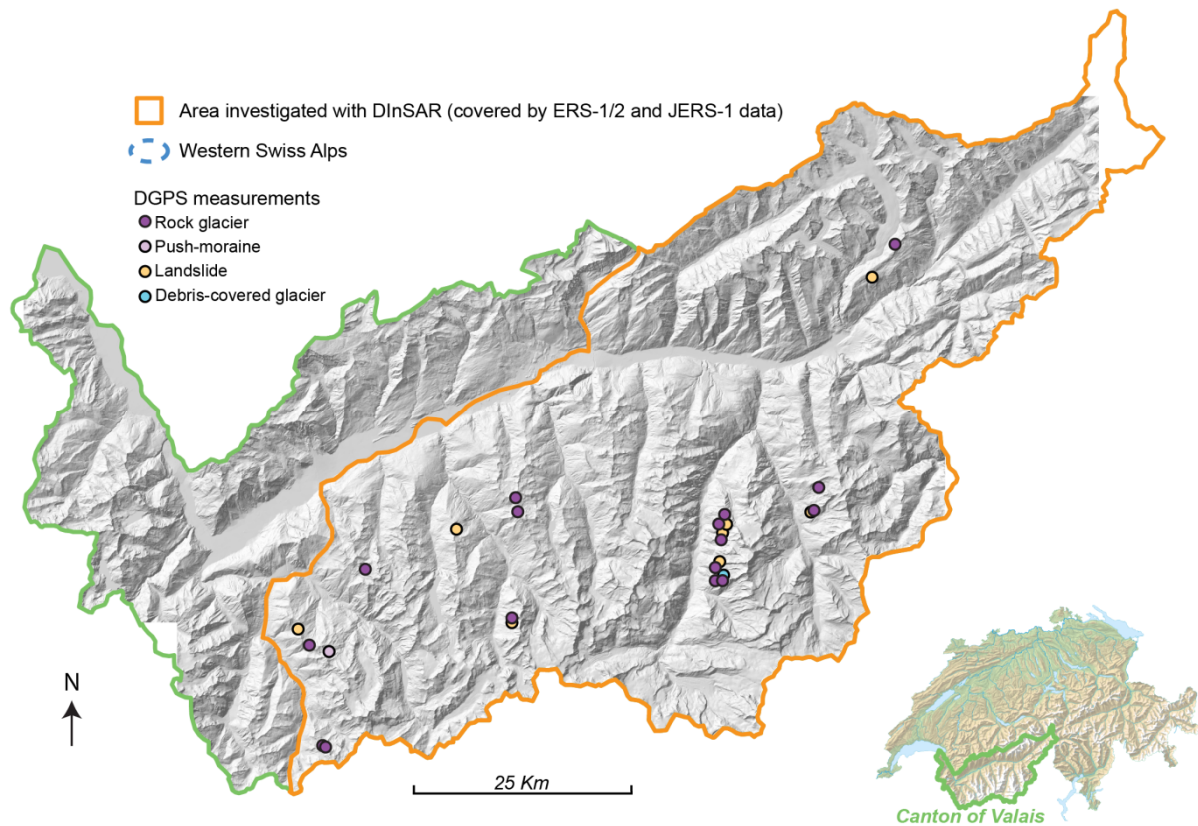 Area investigated with DInSAR (covered by ERS-1/2 and JERS-1 data)
Western Swiss Alps
DGPS measurements
Rock glacier
Push-moraine
Landslide
Debris-covered glacier
N
25 Km
Canton of Valais